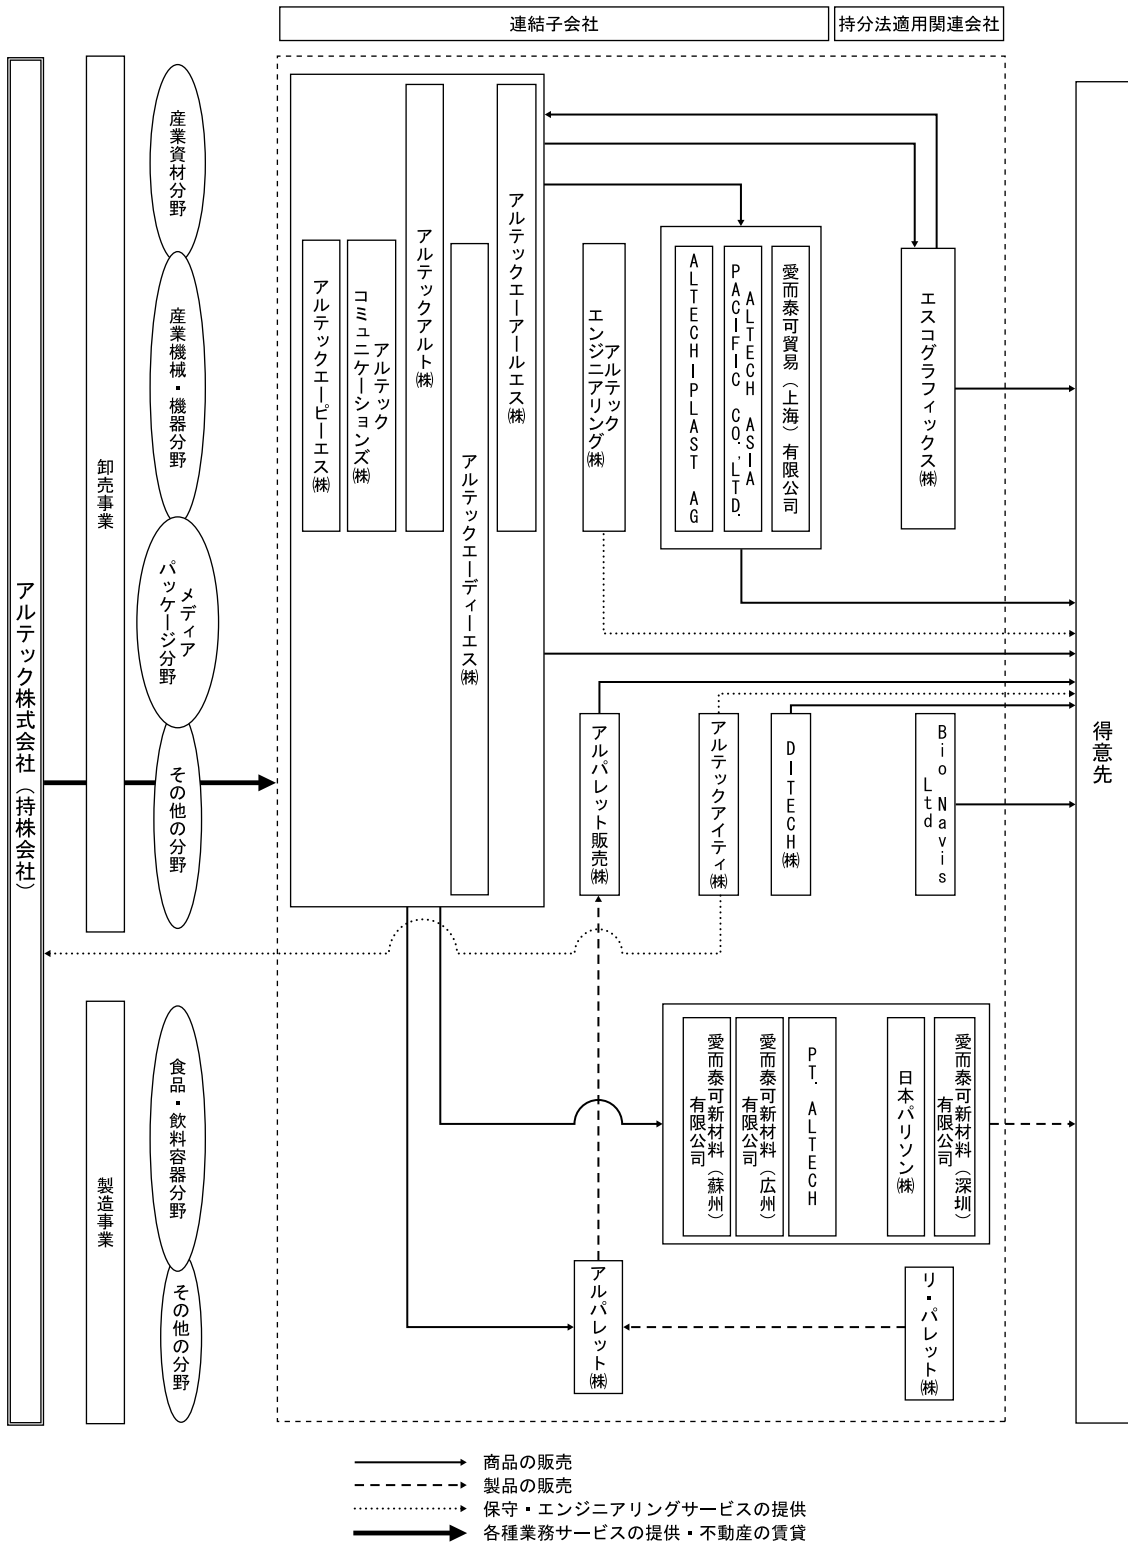 連結子会社
持分法適用関連会社
アルテック株式会社（持株会社）
卸売事業
産業資材分野
産業機械・機器分野
メディア
パッケージ分野
その他の分野
アルテックエーピーエス㈱
アルテック
コミュニケーションズ㈱
アルテックアルト㈱
アルテックエーディーエス㈱
アルテックエーアールエス㈱
アルテック
エンジニアリング㈱
ALTECH IPLAST AG
ALTECH ASIA
PACIFIC CO.,LTD.
愛而泰可貿易（上海）有限公司
エスコグラフィックス㈱
アルパレット販売㈱
アルテックアイティ㈱
DITECH㈱
Bio Navis
Ltd
得意先
製造事業
食品・飲料容器分野
その他の分野
愛而泰可新材料（蘇州）
有限公司
愛而泰可新材料（広州）
有限公司
PT. ALTECH
日本パリソン㈱
愛而泰可新材料（深圳）
有限公司
アルパレット㈱
リ・パレット㈱
商品の販売
製品の販売
保守・エンジニアリングサービスの提供
各種業務サービスの提供・不動産の賃貸